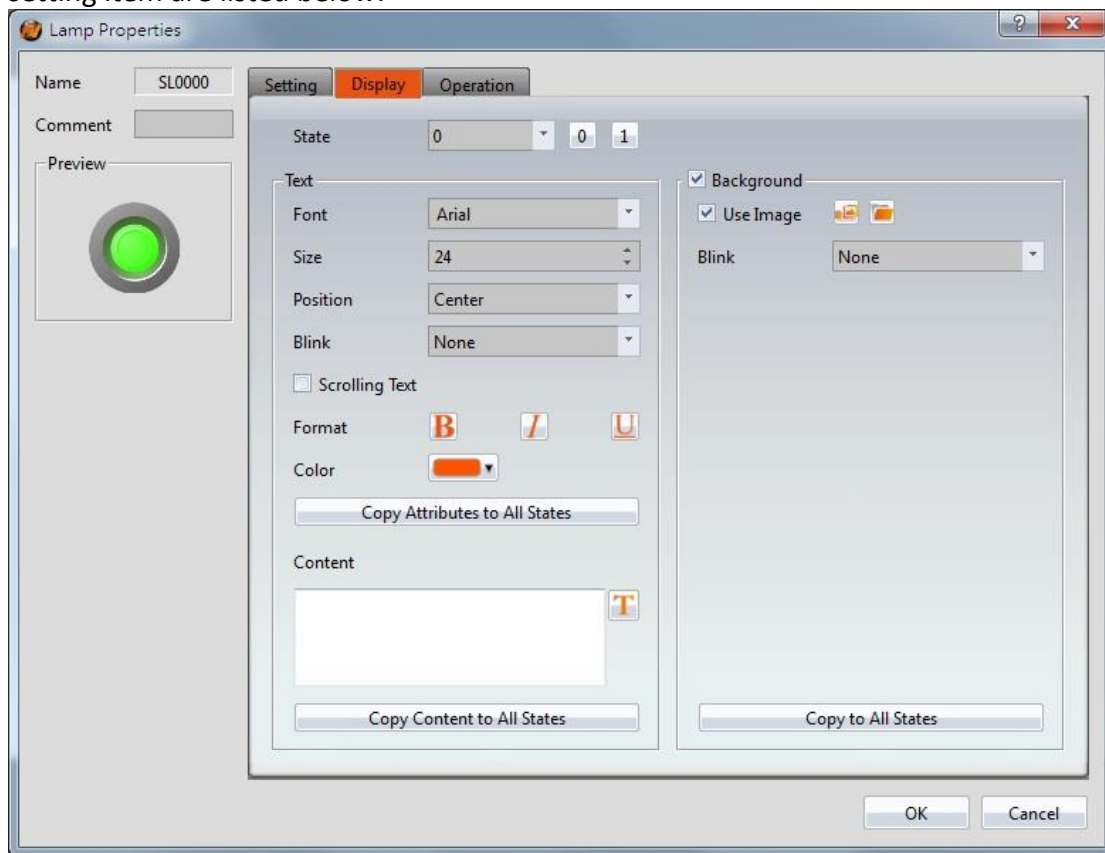 setting item are listed below.
Lamp Properties
?
X
Name SL0000
Comment
Preview
Setting Display Operation
State 0 0 1
Text
Font Arial
Size 24
Position Center
Blink None
Scrolling Text
Format B I U
Color
Copy Attributes to All States
Content
T
Copy Content to All States
Background
Use Image
Blink None
Copy to All States
OK Cancel